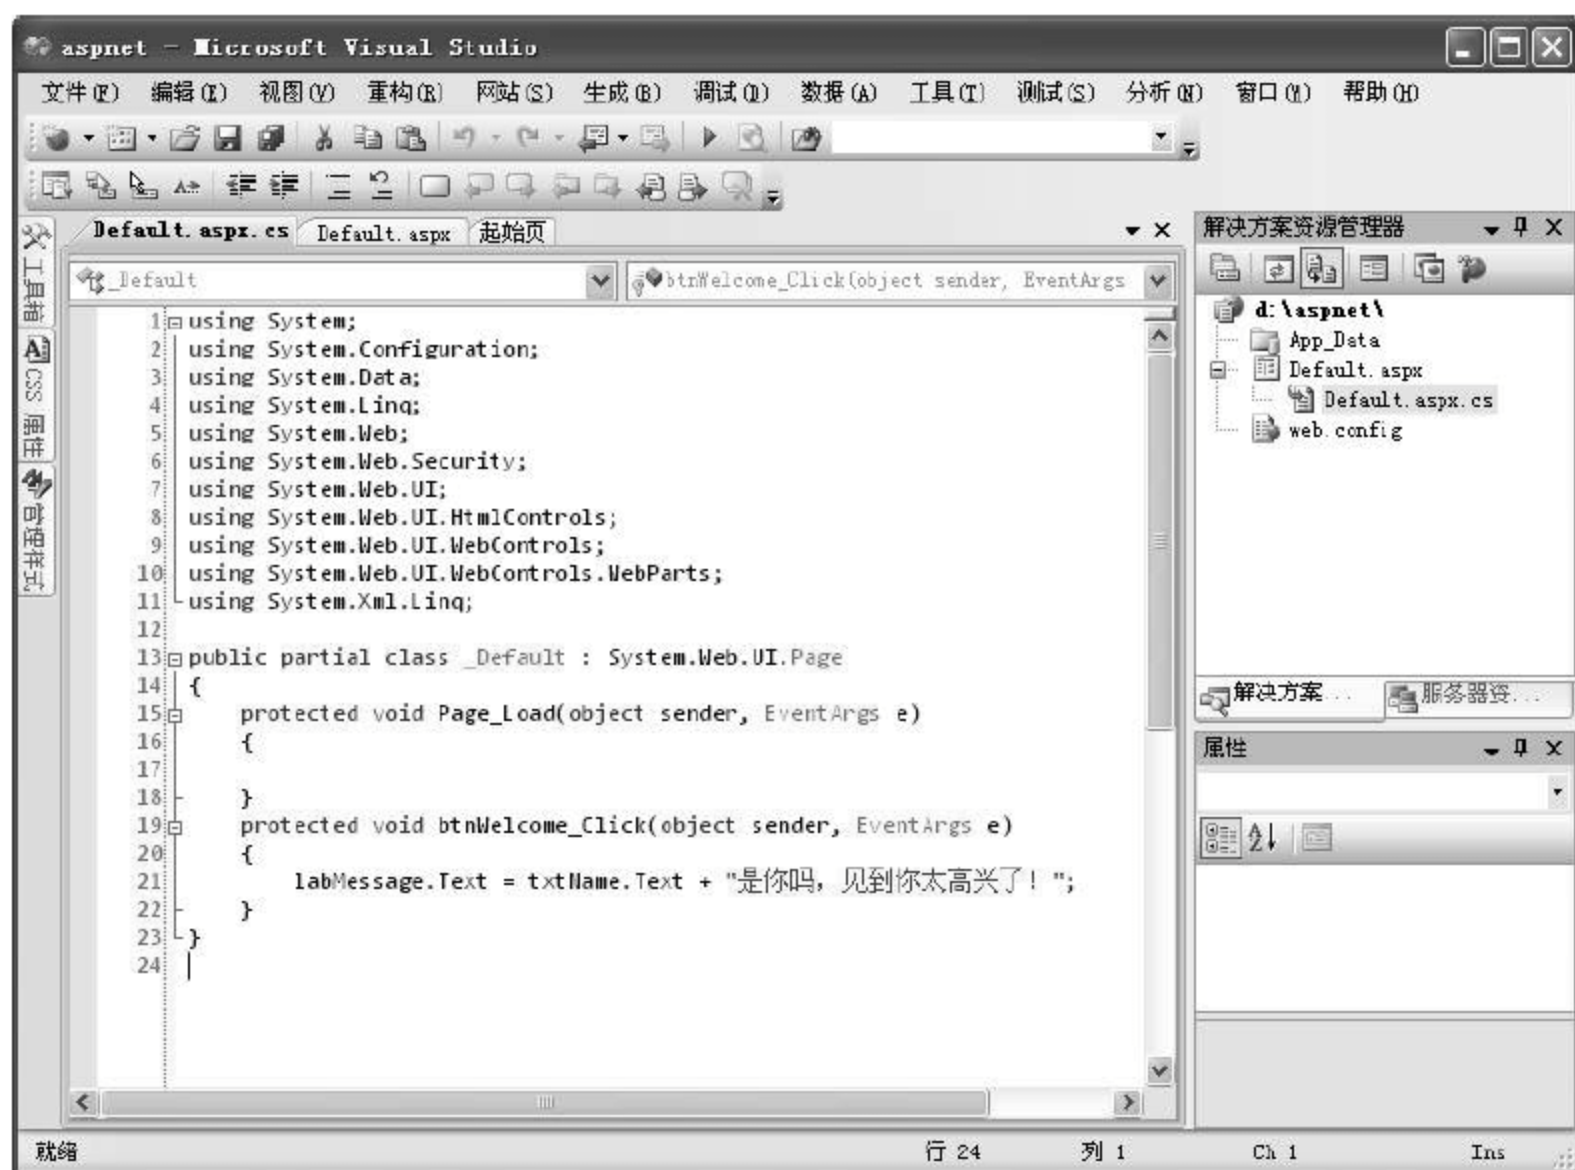 aspnet - Microsoft Visual Studio
文件(F) 编辑(E) 视图(V) 重构(R) 网站(S) 生成(B) 调试(D) 数据(A) 工具(T) 测试(S) 分析(N) 窗口(W) 帮助(H)
Default.aspx.cs Default.aspx 起始页
_Default btnWelcome_Click(object sender, EventArgs
1 using System;
2 using System.Configuration;
3 using System.Data;
4 using System.Linq;
5 using System.Web;
6 using System.Web.Security;
7 using System.Web.UI;
8 using System.Web.UI.HtmlControls;
9 using System.Web.UI.WebControls;
10 using System.Web.UI.WebControls.WebParts;
11 using System.Xml.Linq;
12
13 public partial class _Default : System.Web.UI.Page
14 {
15 protected void Page_Load(object sender, EventArgs e)
16 {
17
18 }
19 protected void btnWelcome_Click(object sender, EventArgs e)
20 {
21 labMessage.Text = txtName.Text + "是你吗，见到你太高兴了！";
22 }
23 }
24
工具箱
CSS 属性
管理样式
解决方案资源管理器
d:\aspnet\
App_Data
Default.aspx
Default.aspx.cs
web.config
解决方案... 服务器资...
属性
就绪 行 24 列 1 Ch 1 Ins